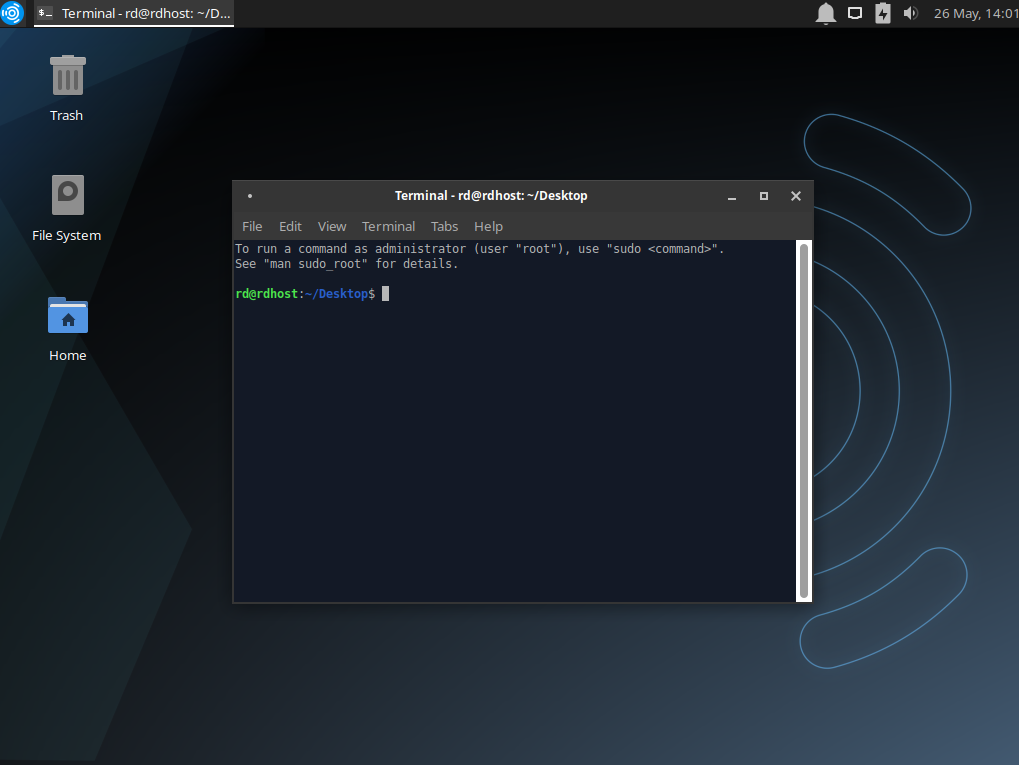 Terminal - rd@rdhost: ~/D...
26 May, 14:01
Trash
File System
Home
Terminal - rd@rdhost: ~/Desktop
File Edit View Terminal Tabs Help
To run a command as administrator (user "root"), use "sudo <command>".
See "man sudo_root" for details.
rd@rdhost:~/Desktop$